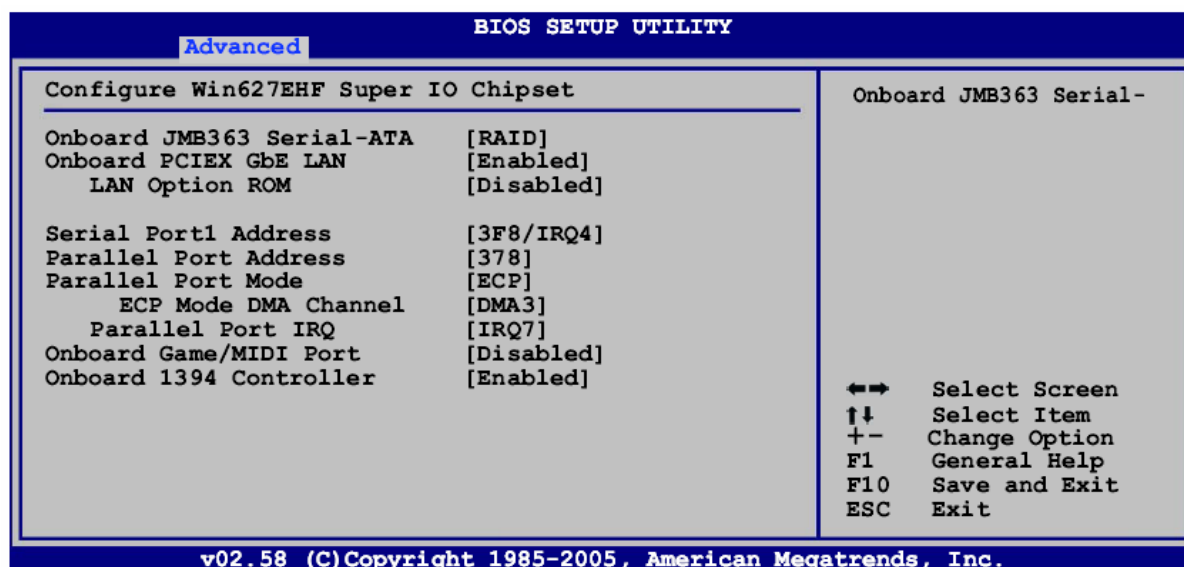 BIOS SETUP UTILITY
Advanced
Configure Win627EHF Super IO Chipset
Onboard JMB363 Serial-ATA [RAID]
Onboard PCIEX GbE LAN [Enabled]
LAN Option ROM [Disabled]
Serial Port1 Address [3F8/IRQ4]
Parallel Port Address [378]
Parallel Port Mode [ECP]
ECP Mode DMA Channel [DMA3]
Parallel Port IRQ [IRQ7]
Onboard Game/MIDI Port [Disabled]
Onboard 1394 Controller [Enabled]
Onboard JMB363 Serial-
←→ Select Screen
↑↓ Select Item
+- Change Option
F1 General Help
F10 Save and Exit
ESC Exit
v02.58 (C)Copyright 1985-2005, American Megatrends, Inc.